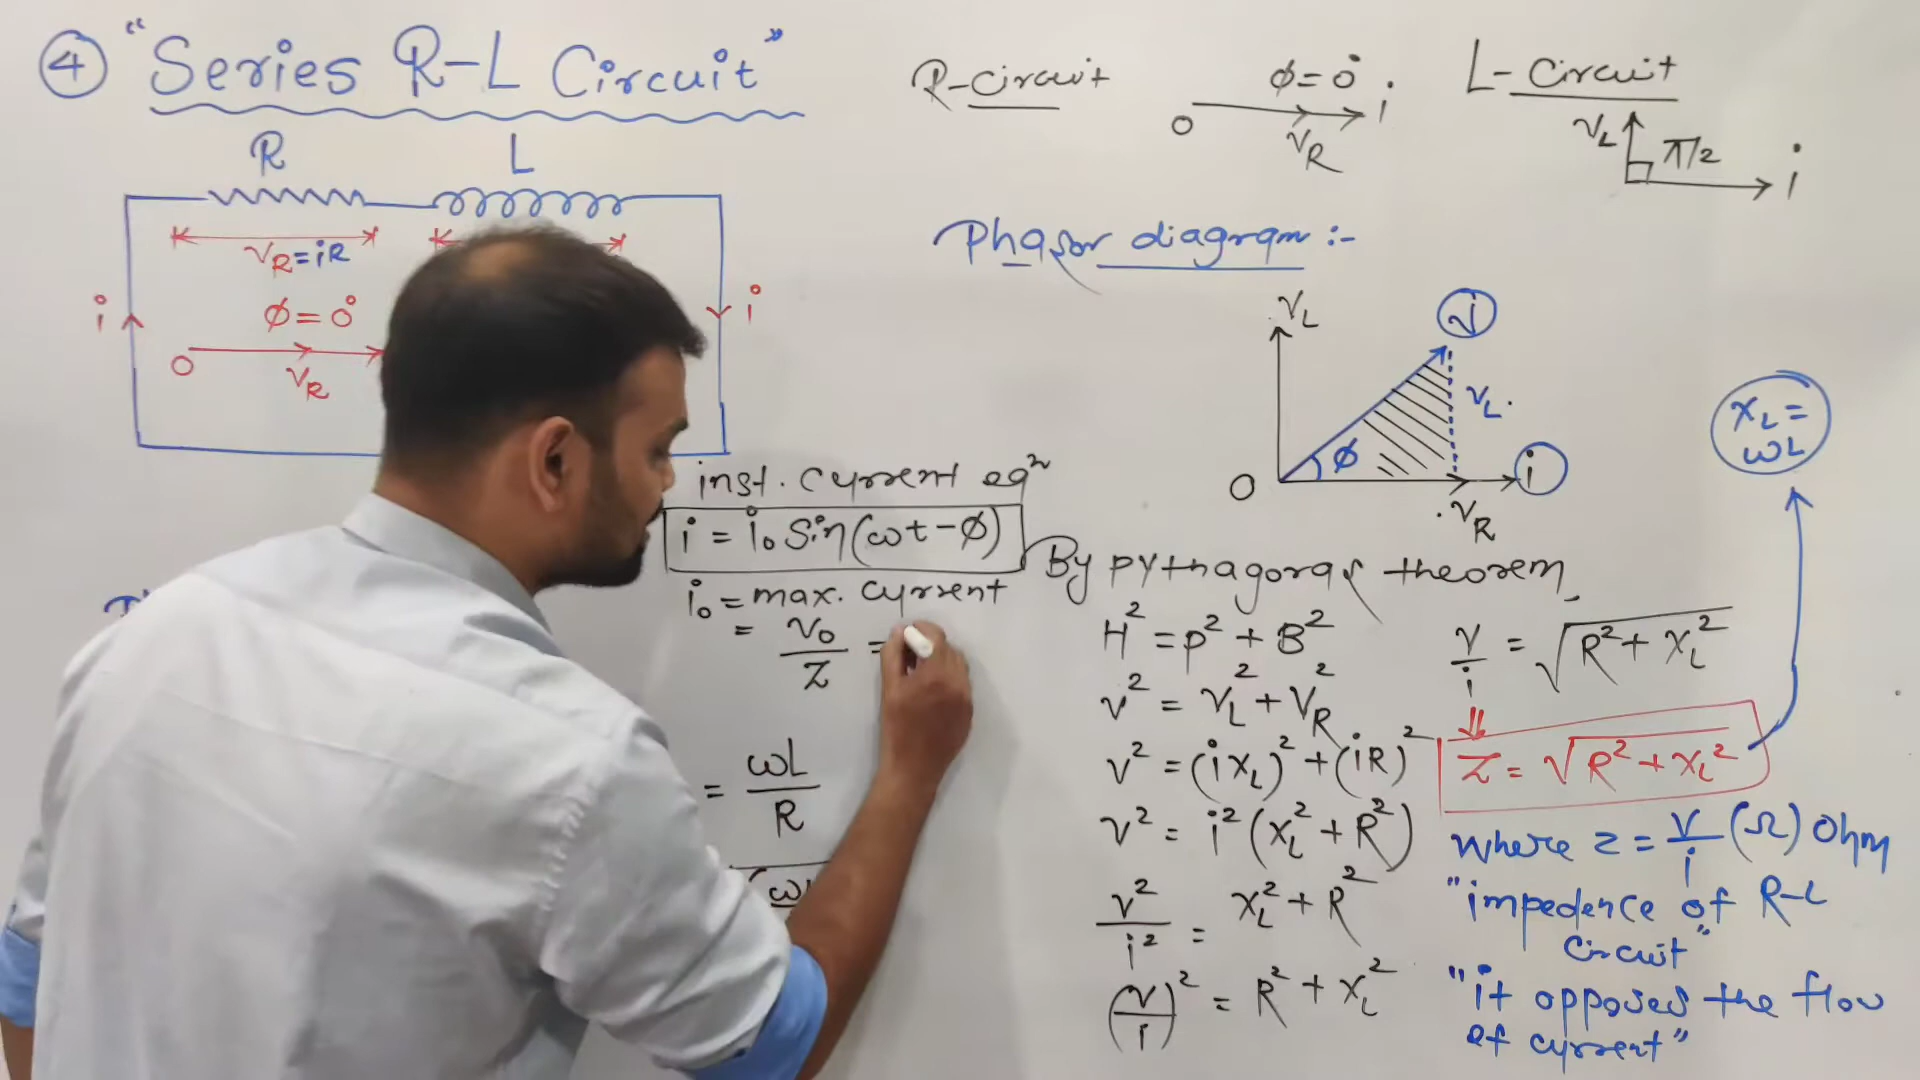 ④ "Series R-L Circuit"
R L
V_R=iR
i i
φ=0°
O
V_R
R-Circuit
φ=0° i
O
V_R
L-Circuit
V_L π/2 i
Phasor diagram :-
V_L V
V_L.
φ
O i
.V_R
X_L =
ωL
inst. current eqⁿ
i = i₀ Sin(ωt-φ)
i₀ = max. current
= V₀/Z =
= ωL/R
(ωL
By pythagoras theorem
H² = P² + B²
V² = V_L² + V_R²
V² = (iX_L)² + (iR)²
V² = i²(X_L² + R²)
V²/i² = X_L² + R²
(V/i)² = R² + X_L²
V/i = √R² + X_L²
⇓
Z = √R² + X_L²
where Z = V/i (Ω) Ohm
"impedence of R-L
Circuit"
"it opposes the flow
of current"